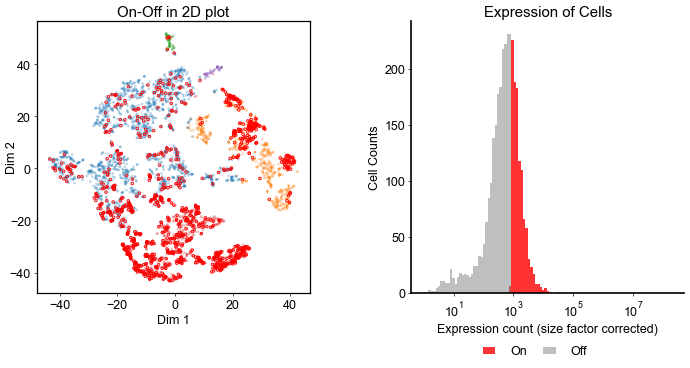 On-Off in 2D plot
40
20
0
−20
−40
Dim 2
−40 −20 0 20 40
Dim 1
Expression of Cells
200
150
100
50
0
Cell Counts
10^1 10^3 10^5 10^7
Expression count (size factor corrected)
On Off